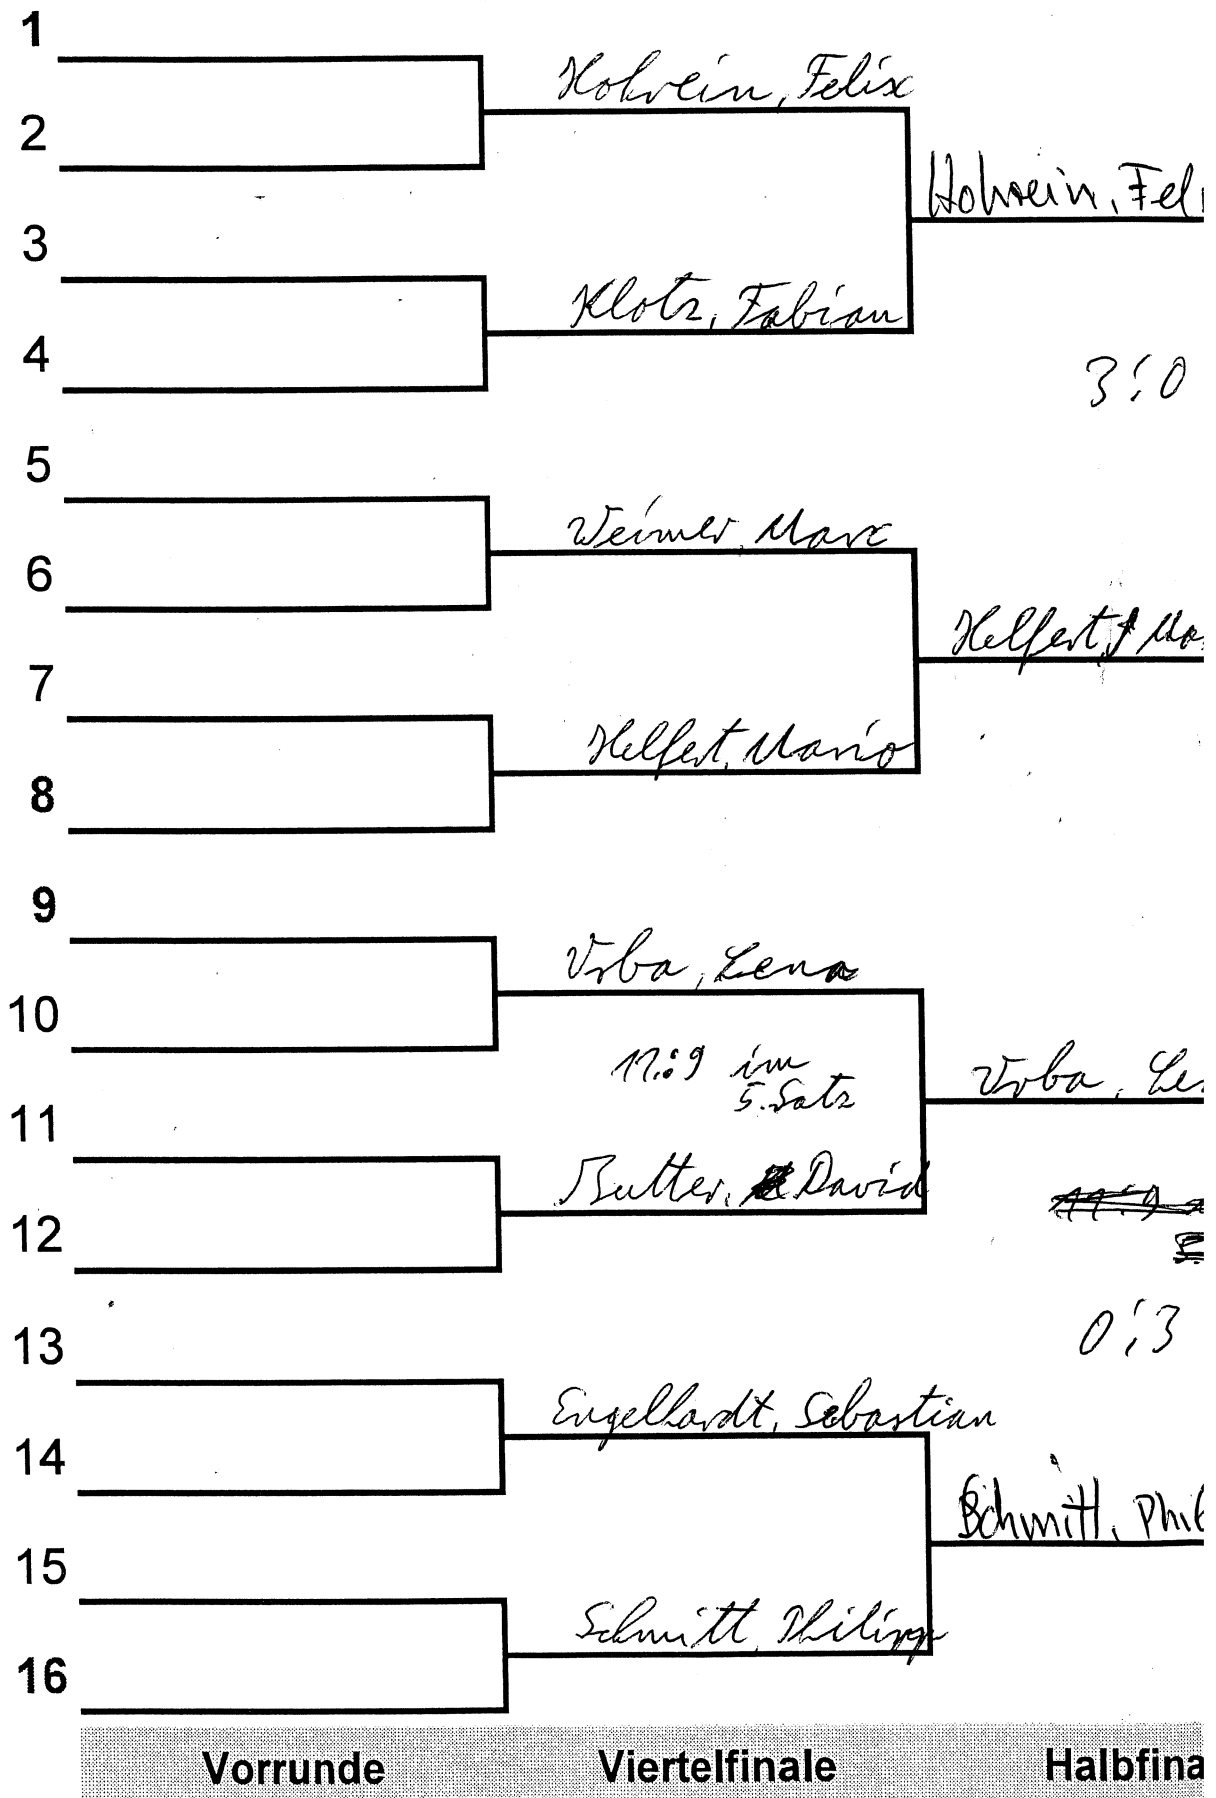 1
Hohrein, Felix
2
Hohrein, Fel
3
Klotz, Fabian
4
3:0
5
Weimer, Marc
6
Helfert, Ma
7
Helfert, Mario
8
9
Vrba, Lena
10
11:9 im
5. Satz
Vrba, Le
11
Butter, David
12
11:9
0:3
13
Engelhardt, Sebastian
14
Schmitt, Phil
15
Schmitt, Philipp
16
Vorrunde Viertelfinale Halbfina